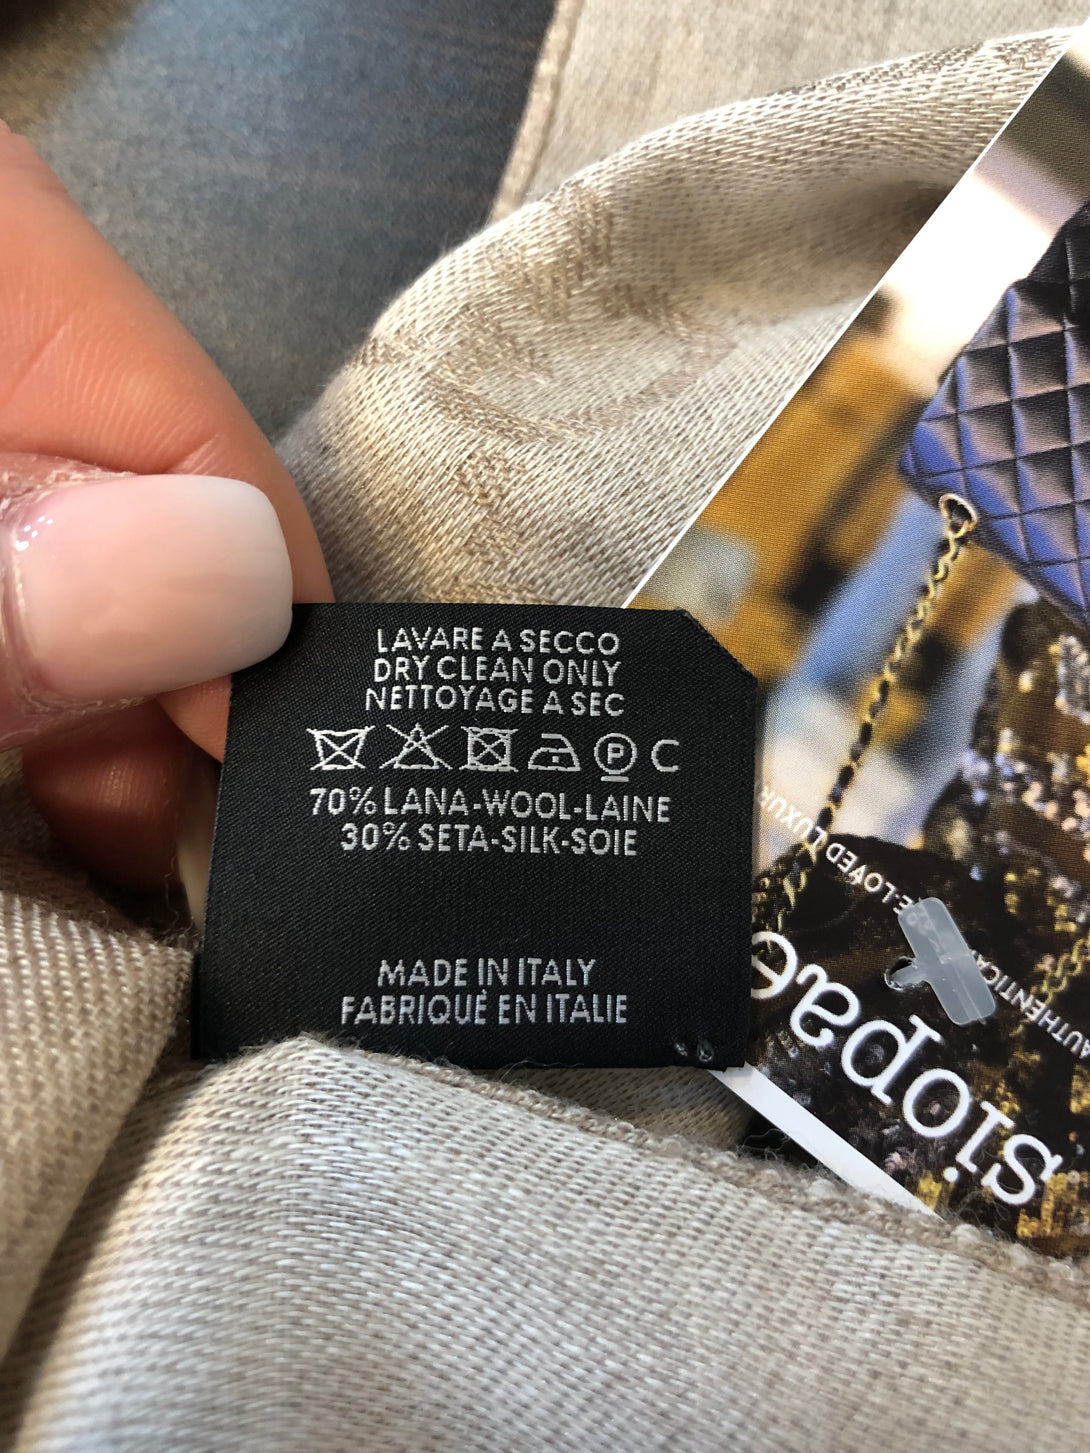 LAVARE A SECCO
DRY CLEAN ONLY
NETTOYAGE A SEC
P C
70% LANA-WOOL-LAINE
30% SETA-SILK-SOIE
MADE IN ITALY
FABRIQUÉ EN ITALIE
siopaé
LOVED LUXUR
AUTHENTICA